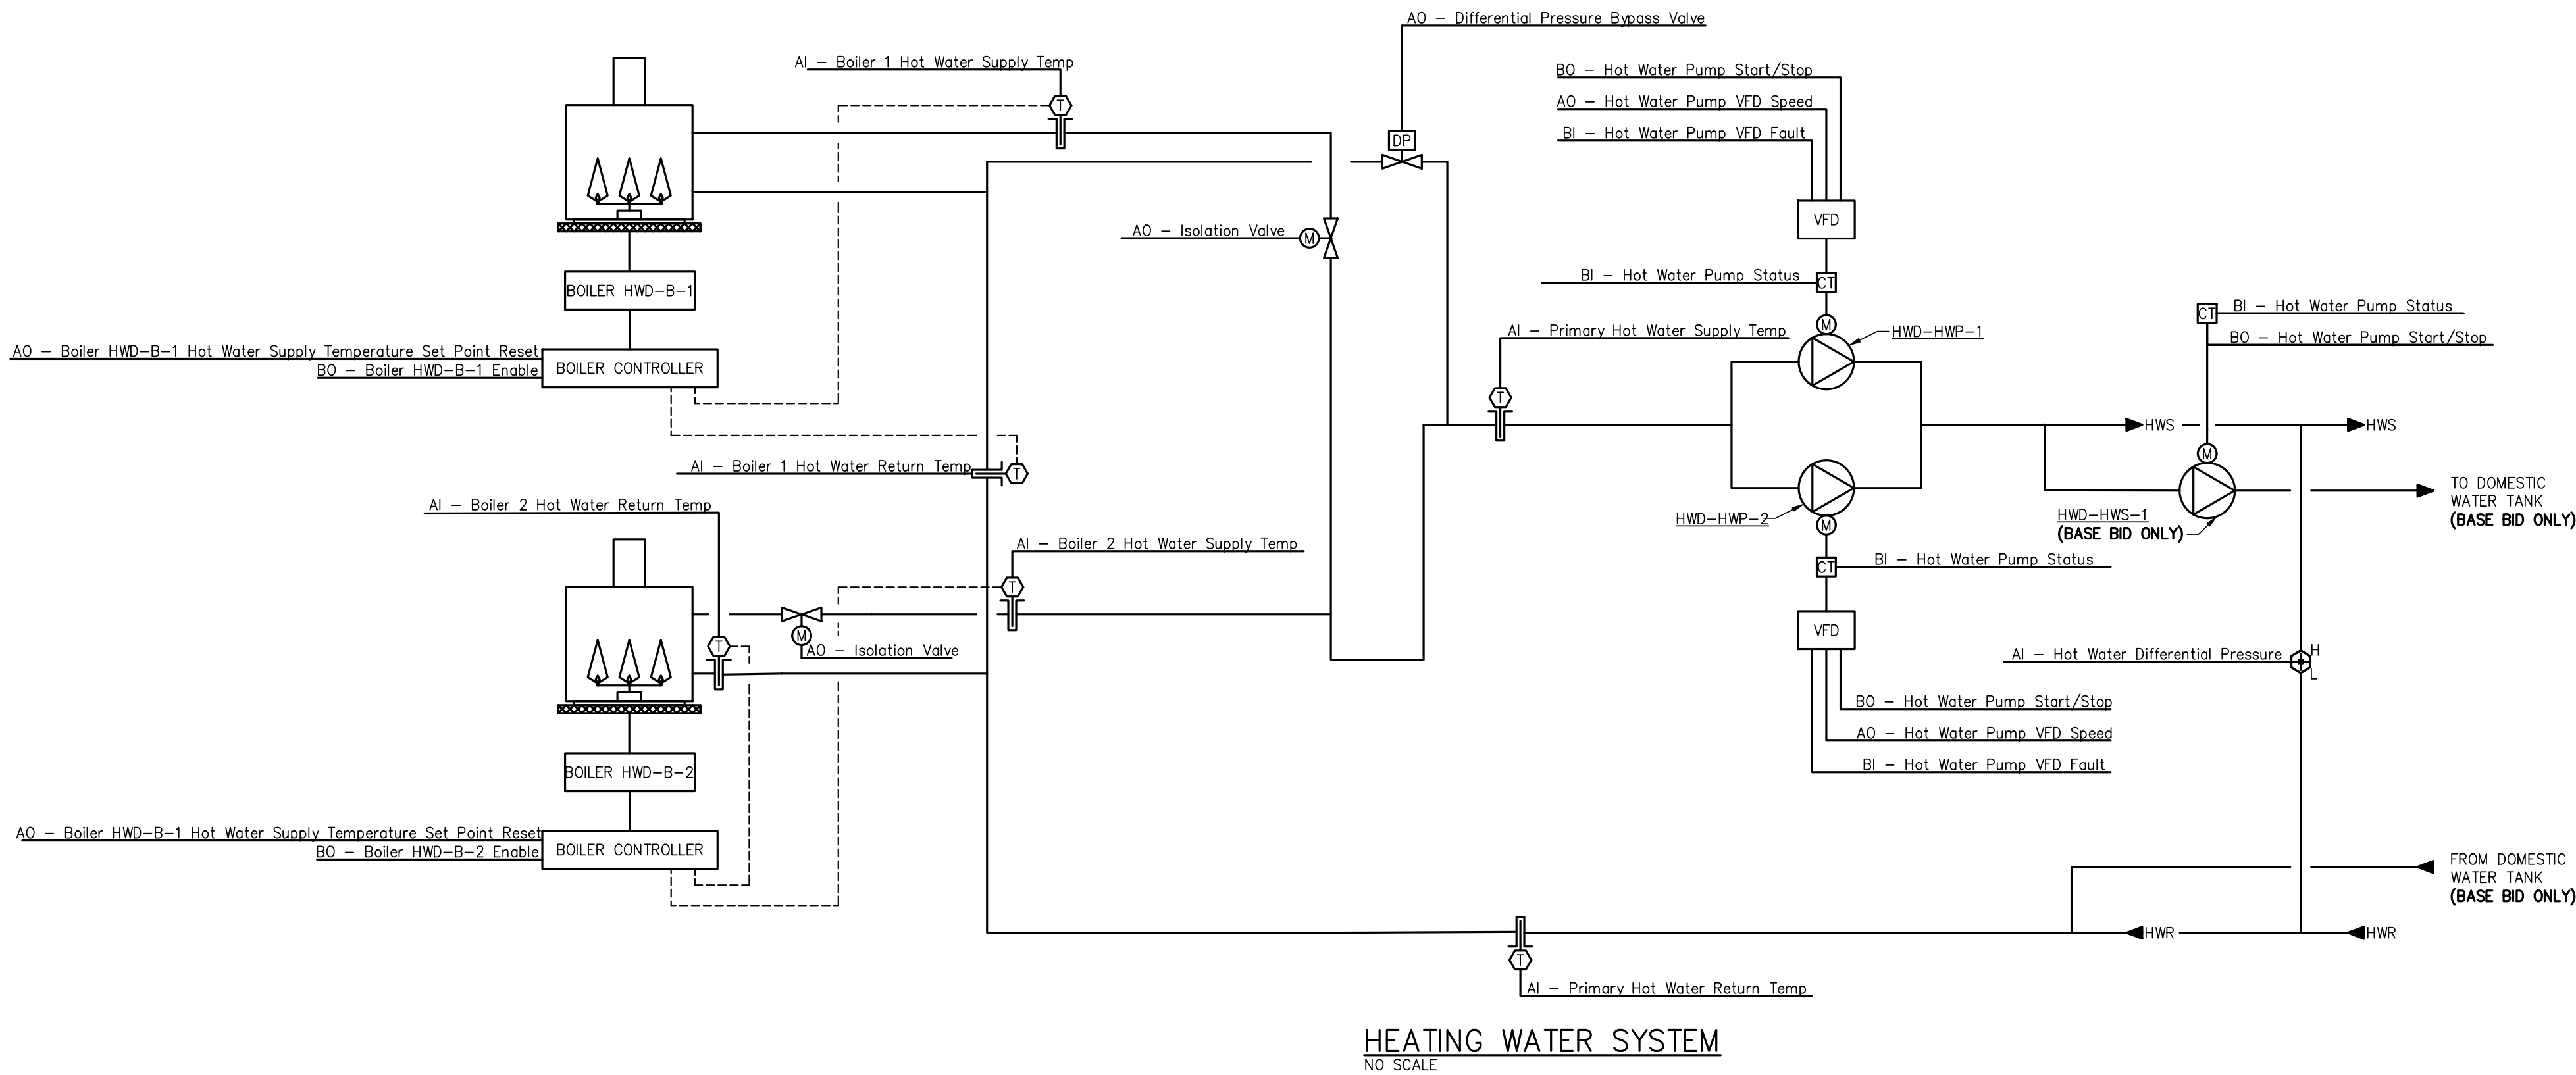 AO – Differential Pressure Bypass Valve
AI – Boiler 1 Hot Water Supply Temp
T
BO – Hot Water Pump Start/Stop
AO – Hot Water Pump VFD Speed
BI – Hot Water Pump VFD Fault
DP
VFD
AO – Isolation Valve
M
BI – Hot Water Pump Status
CT
BOILER HWD-B-1
AI – Primary Hot Water Supply Temp
T
M
HWD-HWP-1
CT
BI – Hot Water Pump Status
BO – Hot Water Pump Start/Stop
AO – Boiler HWD-B-1 Hot Water Supply Temperature Set Point Reset
BO – Boiler HWD-B-1 Enable
BOILER CONTROLLER
HWS
HWS
M
AI – Boiler 1 Hot Water Return Temp
T
AI – Boiler 2 Hot Water Return Temp
HWD-HWP-2
M
HWD-HWS-1
(BASE BID ONLY)
TO DOMESTIC
WATER TANK
(BASE BID ONLY)
AI – Boiler 2 Hot Water Supply Temp
T
CT
BI – Hot Water Pump Status
VFD
T
M
AO – Isolation Valve
AI – Hot Water Differential Pressure
H
L
BO – Hot Water Pump Start/Stop
AO – Hot Water Pump VFD Speed
BI – Hot Water Pump VFD Fault
BOILER HWD-B-2
AO – Boiler HWD-B-1 Hot Water Supply Temperature Set Point Reset
BO – Boiler HWD-B-2 Enable
BOILER CONTROLLER
FROM DOMESTIC
WATER TANK
(BASE BID ONLY)
HWR
HWR
T
AI – Primary Hot Water Return Temp
HEATING WATER SYSTEM
NO SCALE